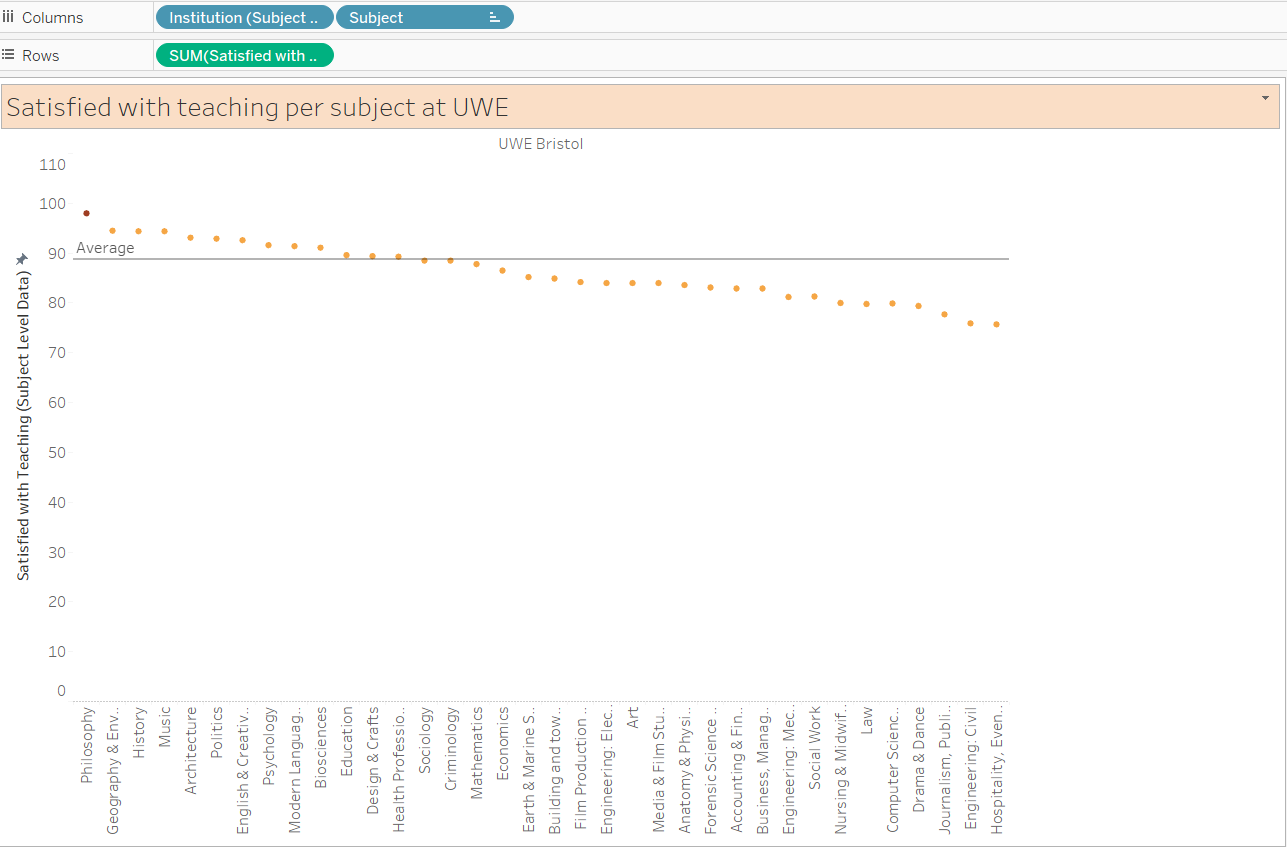 Columns
Institution (Subject ..
Subject
Rows
SUM(Satisfied with ..
Satisfied with teaching per subject at UWE
UWE Bristol
110
100
90
80
70
60
50
40
30
20
10
0
Average
Satisfied with Teaching (Subject Level Data)
Philosophy
Geography & Env..
History
Music
Architecture
Politics
English & Creativ..
Psychology
Modern Languag..
Biosciences
Education
Design & Crafts
Health Professio..
Sociology
Criminology
Mathematics
Economics
Earth & Marine S..
Building and tow..
Film Production ..
Engineering: Elec..
Art
Media & Film Stu..
Anatomy & Physi..
Forensic Science ..
Accounting & Fin..
Business, Manag..
Engineering: Mec..
Social Work
Nursing & Midwif..
Law
Computer Scienc..
Drama & Dance
Journalism, Publi..
Engineering: Civil
Hospitality, Even..